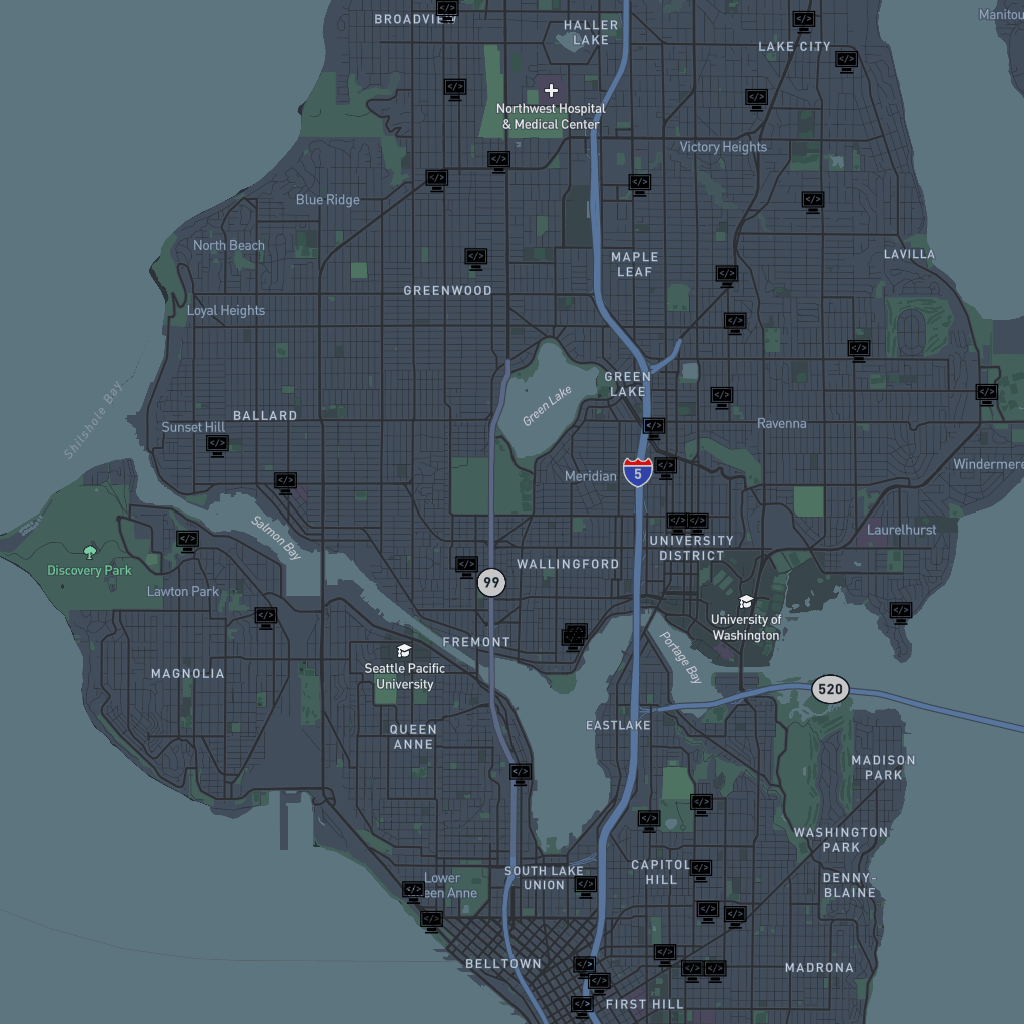 BROADVIEW
HALLER
LAKE
LAKE CITY
Manitou
Northwest Hospital
& Medical Center
Victory Heights
Blue Ridge
North Beach
MAPLE
LEAF
LAVILLA
GREENWOOD
Loyal Heights
GREEN
LAKE
Green Lake
Shilshole Bay
BALLARD
Sunset Hill
Ravenna
Meridian
5
Windermere
Salmon Bay
Laurelhurst
UNIVERSITY
DISTRICT
Discovery Park
WALLINGFORD
99
Lawton Park
University of
Washington
FREMONT
Portage Bay
Seattle Pacific
University
MAGNOLIA
520
EASTLAKE
QUEEN
ANNE
MADISON
PARK
WASHINGTON
PARK
CAPITOL
HILL
SOUTH LAKE
UNION
DENNY-
BLAINE
Lower
Queen Anne
BELLTOWN
MADRONA
FIRST HILL